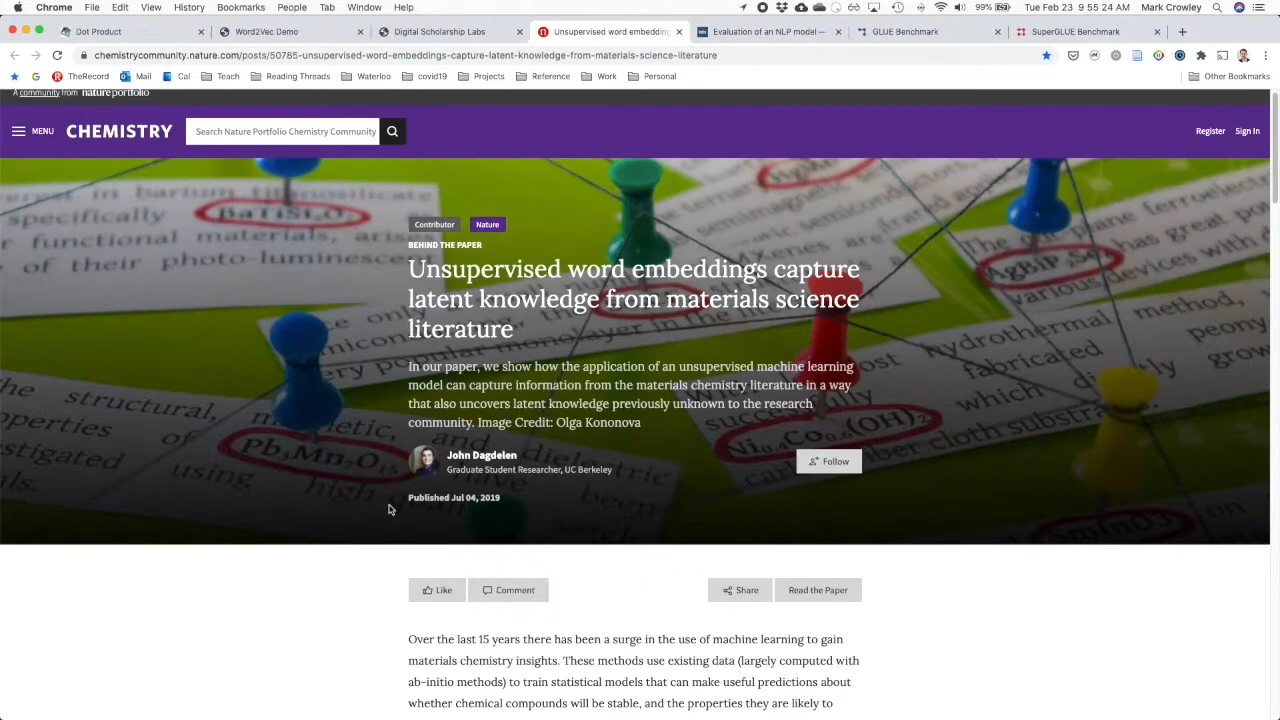 Chrome File Edit View History Bookmarks People Tab Window Help 99% Tue Feb 23 9 55 24 AM Mark Crowley
Dot Product Word2Vec Demo Digital Scholarship Labs Unsupervised word embedding Evaluation of an NLP model — GLUE Benchmark SuperGLUE Benchmark
chemistrycommunity.nature.com/posts/50785-unsupervised-word-embeddings-capture-latent-knowledge-from-materials-science-literature
TheRecord Mail Cal Teach Reading Threads Waterloo covid19 Projects Reference Work Personal Other Bookmarks
A community from natureportfolio
MENU CHEMISTRY Search Nature Portfolio Chemistry Community Register Sign In
Contributor Nature
BEHIND THE PAPER
Unsupervised word embeddings capture
latent knowledge from materials science
literature
In our paper, we show how the application of an unsupervised machine learning
model can capture information from the materials chemistry literature in a way
that also uncovers latent knowledge previously unknown to the research
community. Image Credit: Olga Kononova
John Dagdelen
Graduate Student Researcher, UC Berkeley
Follow
Published Jul 04, 2019
Like Comment Share Read the Paper
Over the last 15 years there has been a surge in the use of machine learning to gain
materials chemistry insights. These methods use existing data (largely computed with
ab-initio methods) to train statistical models that can make useful predictions about
whether chemical compounds will be stable, and the properties they are likely to